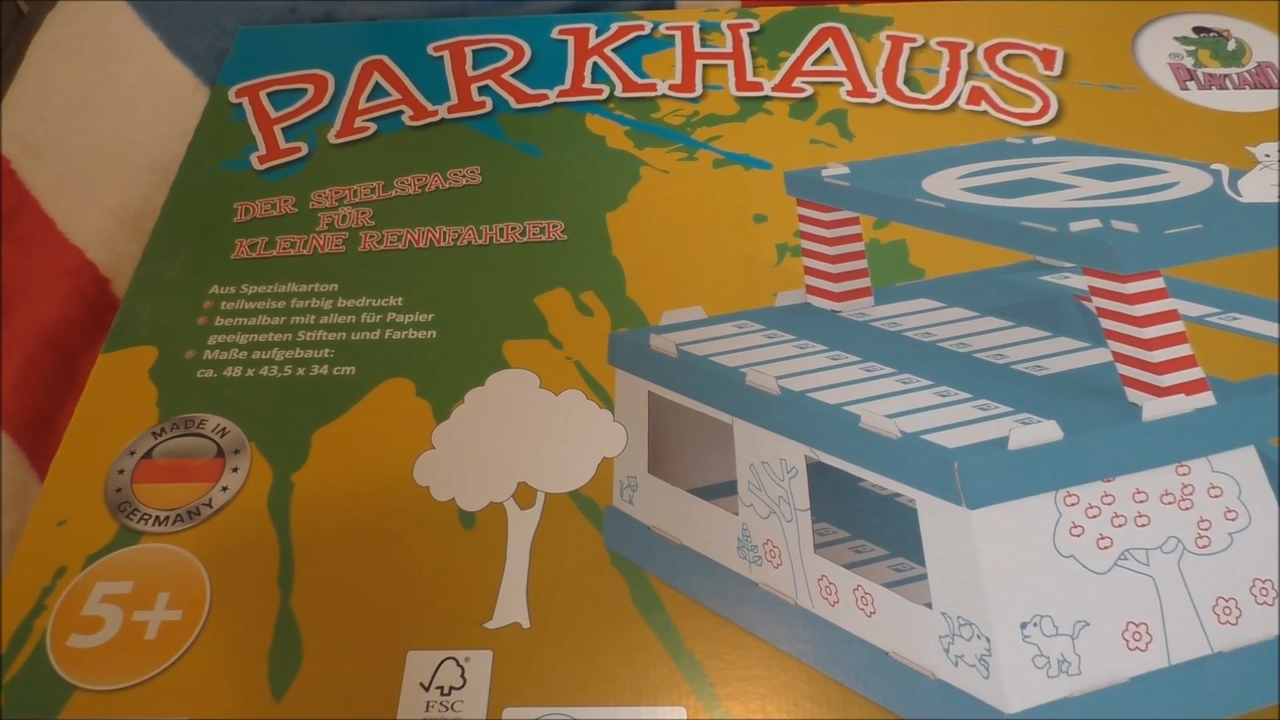 PARKHAUS
® PLAYLAND
DER SPIELSPASS
FÜR
KLEINE RENNFAHRER
Aus Spezialkarton
teilweise farbig bedruckt
bemalbar mit allen für Papier
geeigneten Stiften und Farben
Maße aufgebaut:
ca. 48 x 43,5 x 34 cm
MADE IN
GERMANY
5+
®
FSC
H